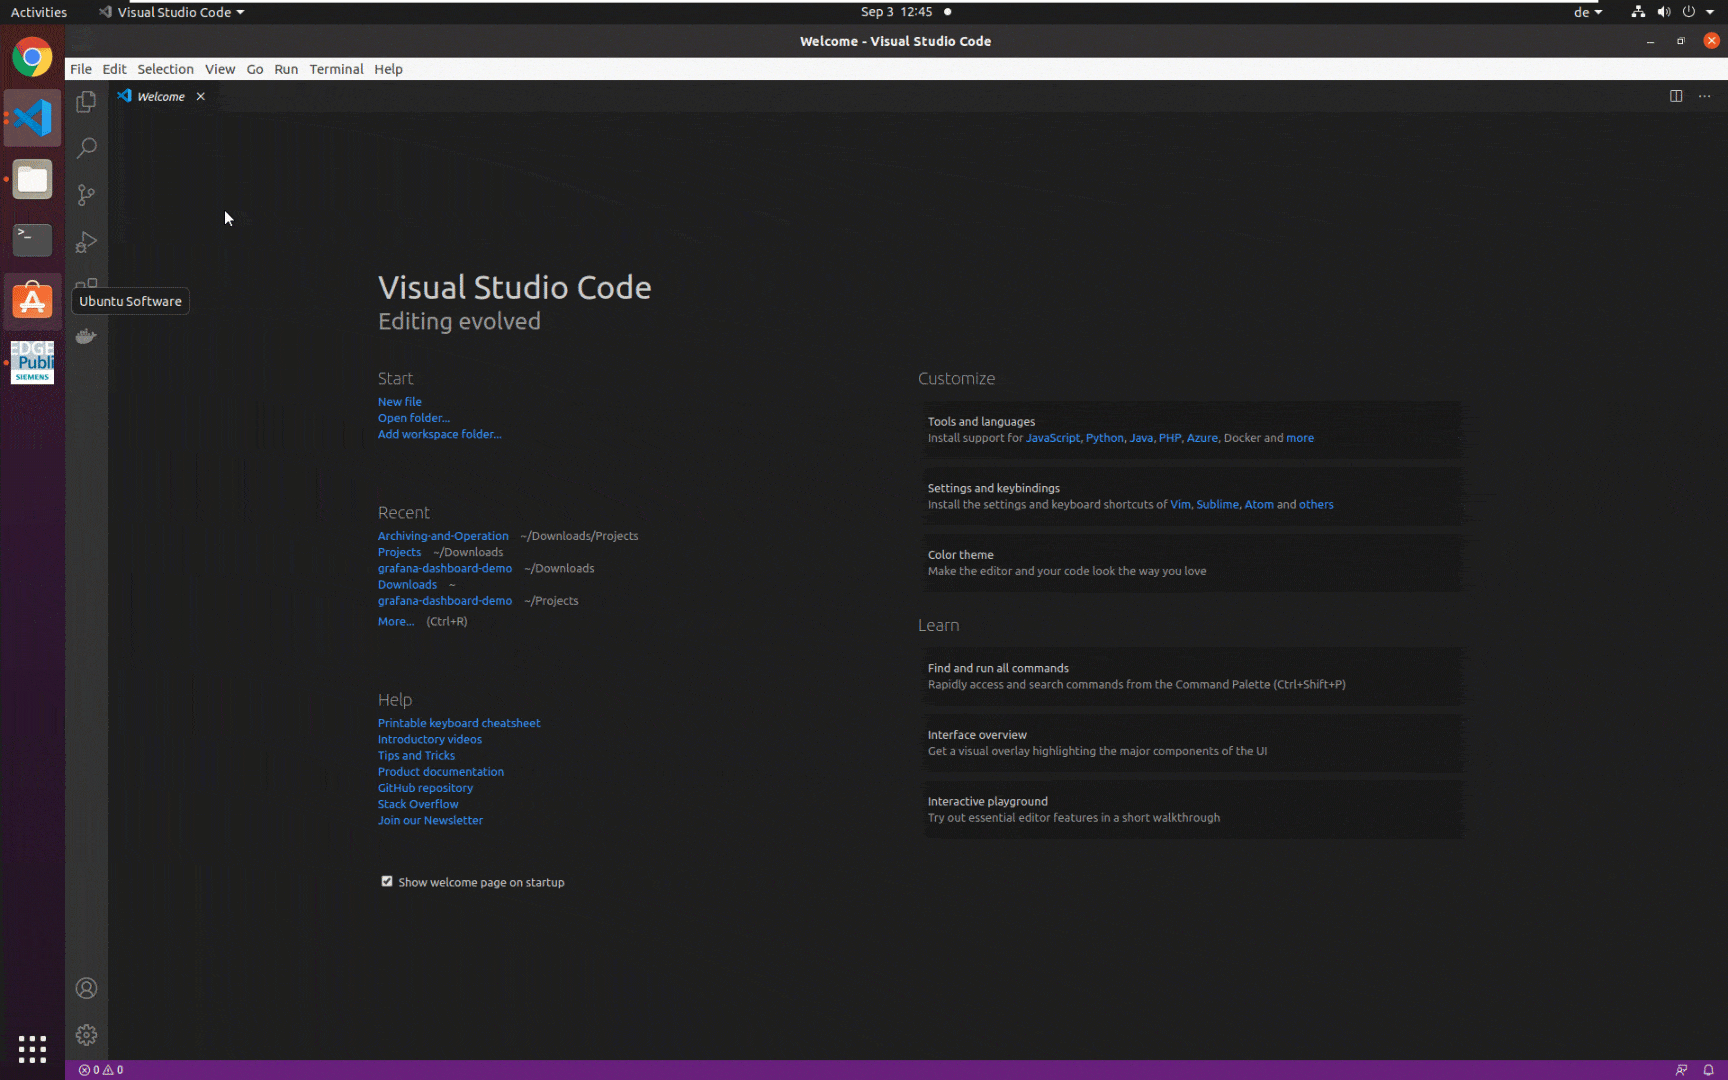 Activities
Visual Studio Code
Sep 3 12:45
de
Welcome - Visual Studio Code
File Edit Selection View Go Run Terminal Help
Welcome
>_
Ubuntu Software
EDGE
Publi
SIEMENS
Visual Studio Code
Editing evolved
Start
New file
Open folder...
Add workspace folder...
Recent
Archiving-and-Operation ~/Downloads/Projects
Projects ~/Downloads
grafana-dashboard-demo ~/Downloads
Downloads ~
grafana-dashboard-demo ~/Projects
More... (Ctrl+R)
Help
Printable keyboard cheatsheet
Introductory videos
Tips and Tricks
Product documentation
GitHub repository
Stack Overflow
Join our Newsletter
Show welcome page on startup
Customize
Tools and languages
Install support for JavaScript, Python, Java, PHP, Azure, Docker and more
Settings and keybindings
Install the settings and keyboard shortcuts of Vim, Sublime, Atom and others
Color theme
Make the editor and your code look the way you love
Learn
Find and run all commands
Rapidly access and search commands from the Command Palette (Ctrl+Shift+P)
Interface overview
Get a visual overlay highlighting the major components of the UI
Interactive playground
Try out essential editor features in a short walkthrough
0 0